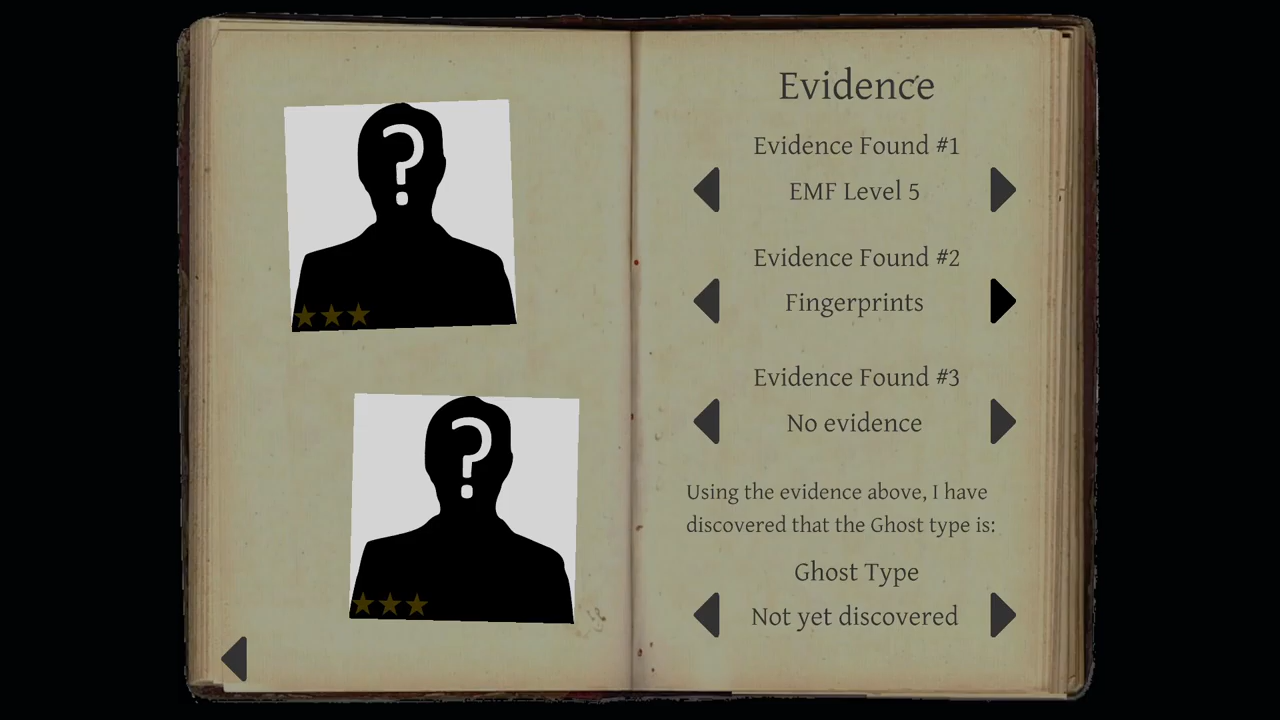 ?
?
Evidence
Evidence Found #1
EMF Level 5
Evidence Found #2
Fingerprints
Evidence Found #3
No evidence
Using the evidence above, I have
discovered that the Ghost type is:
Ghost Type
Not yet discovered